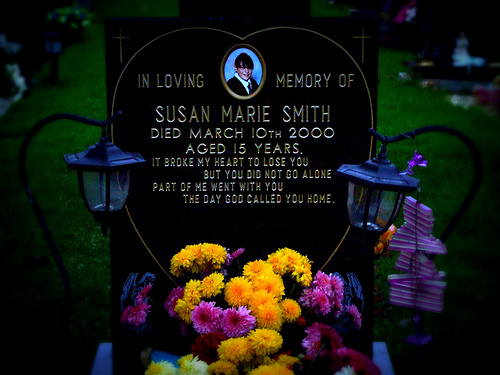 IN LOVING MEMORY OF
SUSAN MARIE SMITH
DIED MARCH 10TH 2000
AGED 15 YEARS.
IT BROKE MY HEART TO LOSE YOU
BUT YOU DID NOT GO ALONE
PART OF ME WENT WITH YOU
THE DAY GOD CALLED YOU HOME.